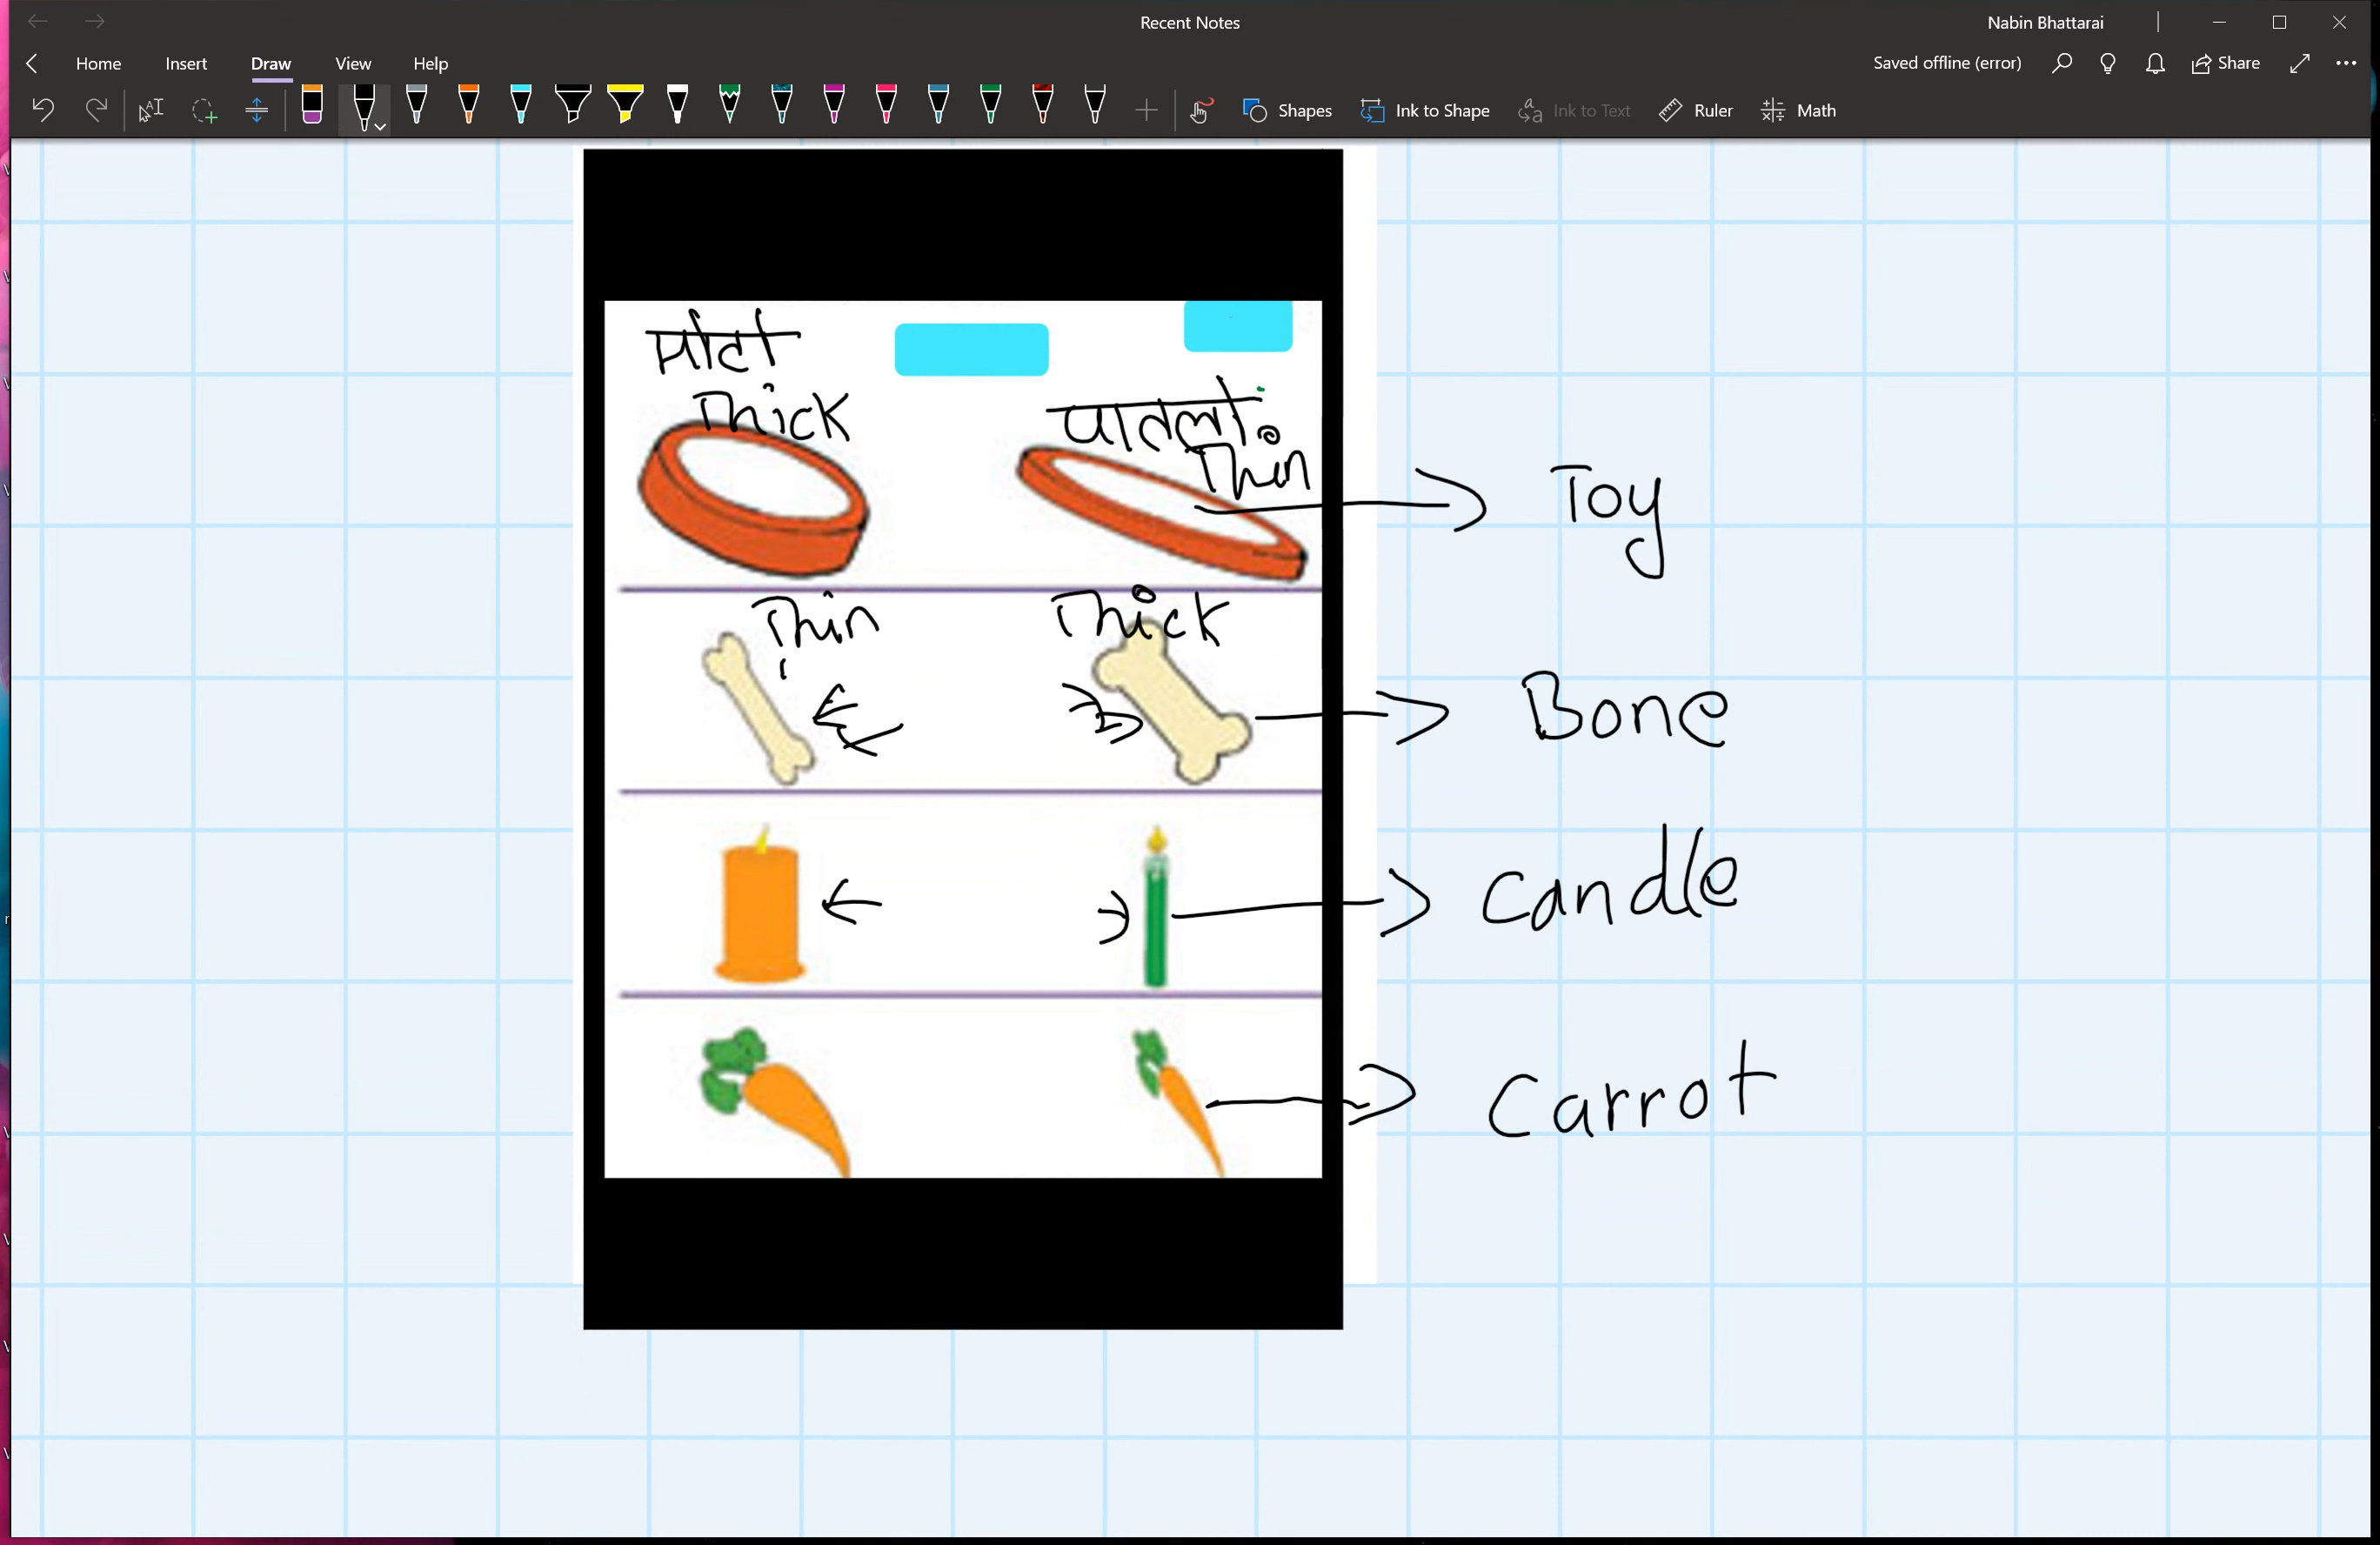 Recent Notes
Nabin Bhattarai
Home Insert Draw View Help
Saved offline (error)
Share
Shapes
Ink to Shape
Ink to Text
Ruler
Math
मोटो
Thick
पातलो
Thin
Toy
Thin
Thick
Bone
Candle
Carrot